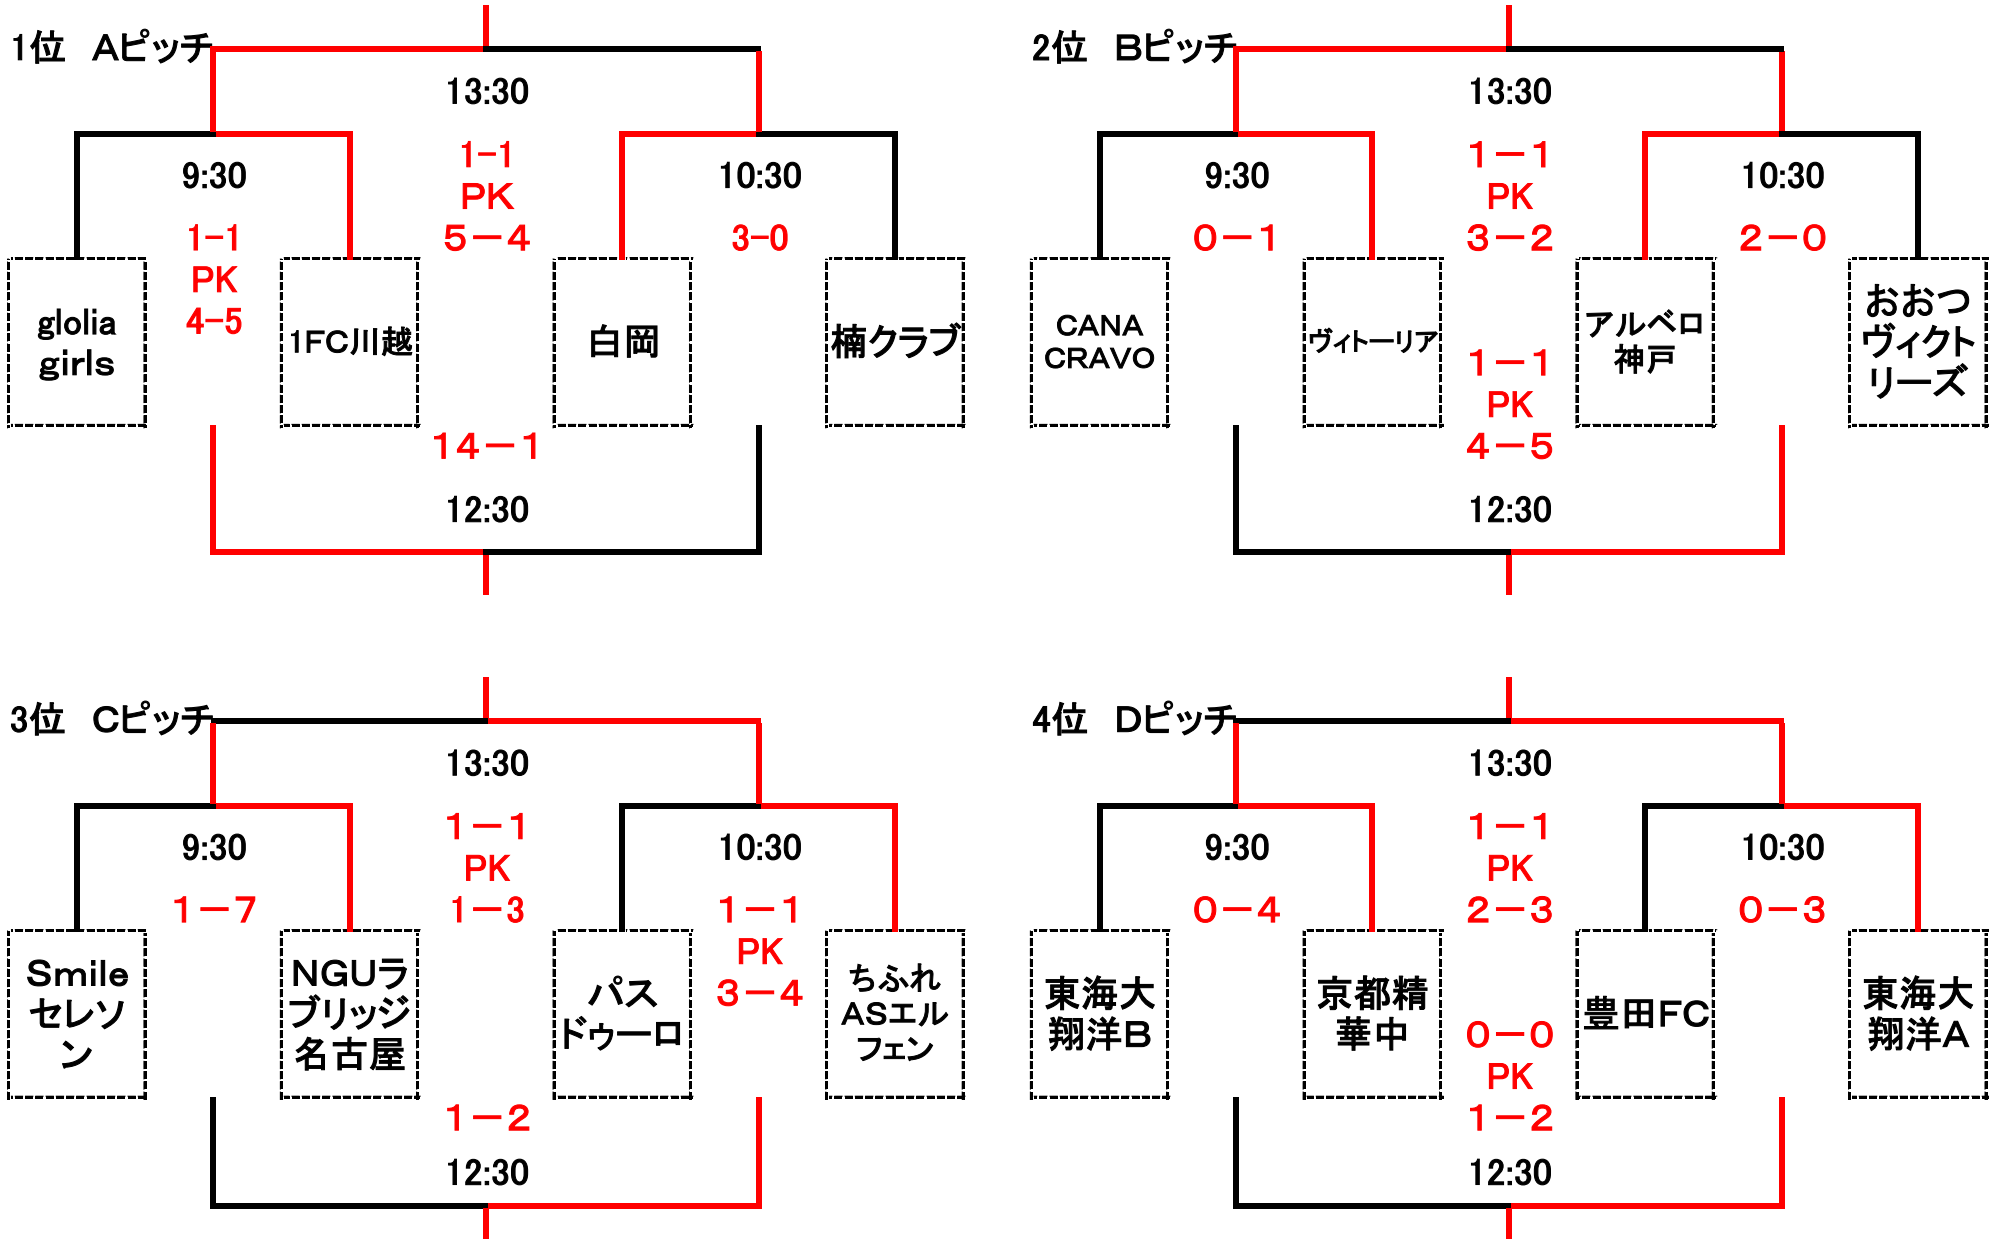 1位　Aピッチ
13:30
9:30
1-1
PK
10:30
1-1
PK
4-5
5－4
3-0
glolia
girls
1FC川越
白岡
楠クラブ
14－1
12:30
2位　Bピッチ
13:30
9:30
1－1
PK
10:30
0－1
3－2
2－0
CANA
CRAVO
ヴィトーリア
アルベロ
神戸
おおつ
ヴィクト
リーズ
1－1
PK
4－5
12:30
3位　Cピッチ
13:30
9:30
1－1
PK
10:30
1－7
1－3
1－1
PK
3－4
Smile
セレソ
ン
NGUラ
ブリッジ
名古屋
パス
ドゥーロ
ちふれ
ASエル
フェン
1－2
12:30
4位　Dピッチ
13:30
9:30
1－1
PK
10:30
0－4
2－3
0－3
東海大
翔洋B
京都精
華中
豊田FC
東海大
翔洋A
0－0
PK
1－2
12:30